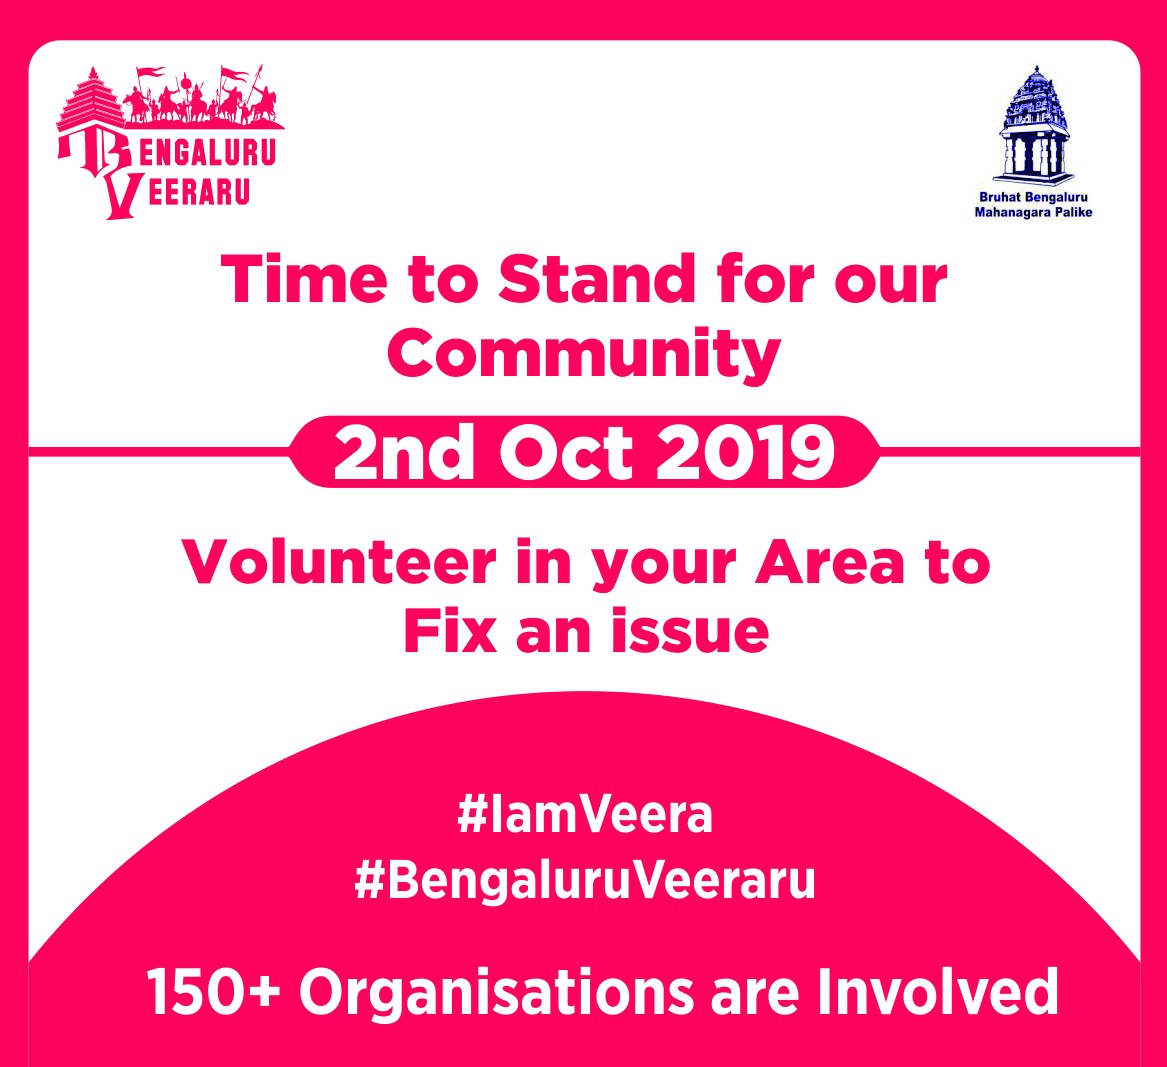 BENGALURU
VEERARU
Bruhat Bengaluru
Mahanagara Palike
Time to Stand for our
Community
2nd Oct 2019
Volunteer in your Area to
Fix an issue
#IamVeera
#BengaluruVeeraru
150+ Organisations are Involved